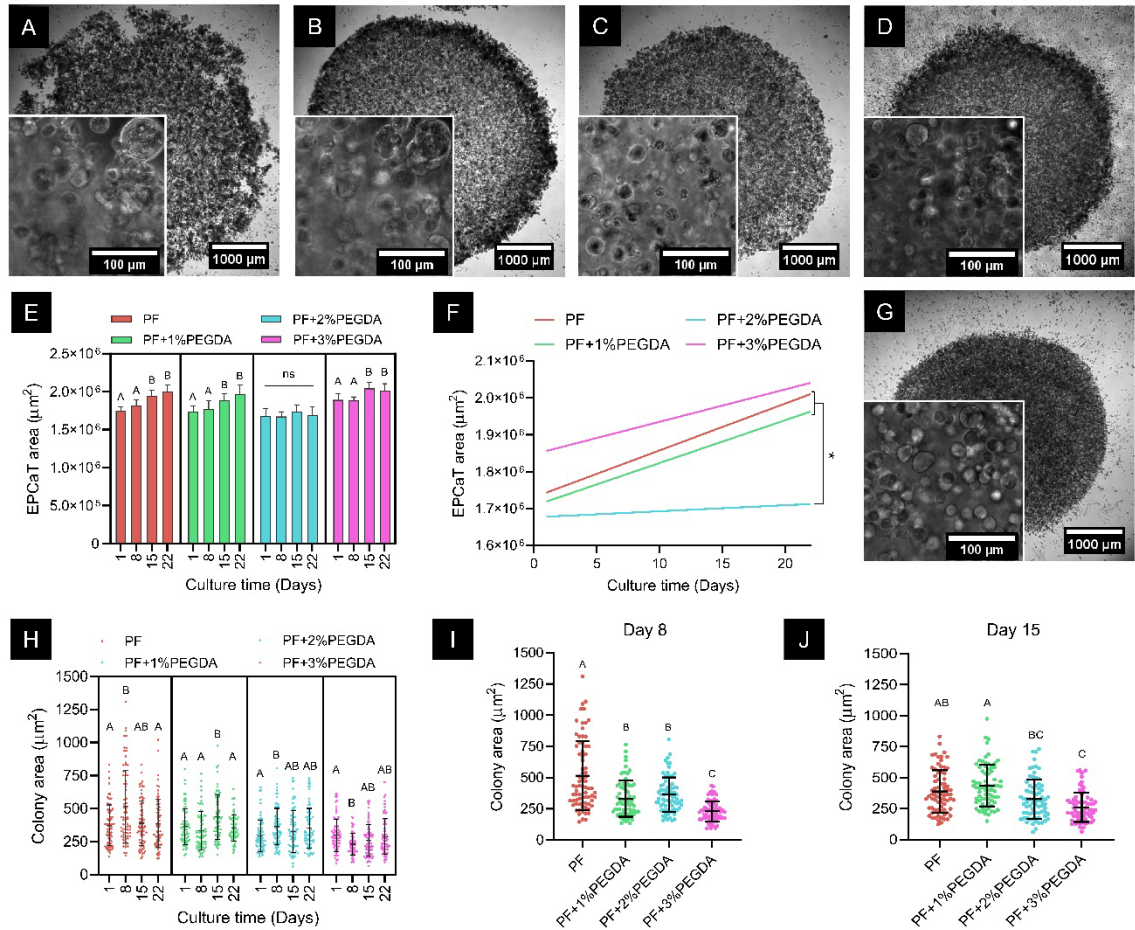 A
100 µm
1000 µm
B
100 µm
1000 µm
C
100 µm
1000 µm
D
100 µm
1000 µm
E
PF
PF+2%PEGDA
PF+1%PEGDA
PF+3%PEGDA
EPCaT area (µm²)
2.5×10⁶
2.0×10⁶
1.5×10⁶
1.0×10⁶
5.0×10⁵
0
A A B B
A A B B
ns
A A B B
1 8 15 22
1 8 15 22
1 8 15 22
1 8 15 22
Culture time (Days)
F
PF
PF+2%PEGDA
PF+1%PEGDA
PF+3%PEGDA
EPCaT area (µm²)
2.1×10⁶
2.0×10⁶
1.9×10⁶
1.8×10⁶
1.7×10⁶
1.6×10⁶
*
0 5 10 15 20
Culture time (Days)
G
100 µm
1000 µm
H
PF
PF+2%PEGDA
PF+1%PEGDA
PF+3%PEGDA
Colony area (µm²)
1500
1250
1000
750
500
250
0
A B AB A
A A B A
A B AB AB
A B AB AB
1 8 15 22
1 8 15 22
1 8 15 22
1 8 15 22
Culture time (Days)
I
Day 8
Colony area (µm²)
1500
1250
1000
750
500
250
0
A B B C
PF
PF+1%PEGDA
PF+2%PEGDA
PF+3%PEGDA
J
Day 15
Colony area (µm²)
1500
1250
1000
750
500
250
0
AB A BC C
PF
PF+1%PEGDA
PF+2%PEGDA
PF+3%PEGDA